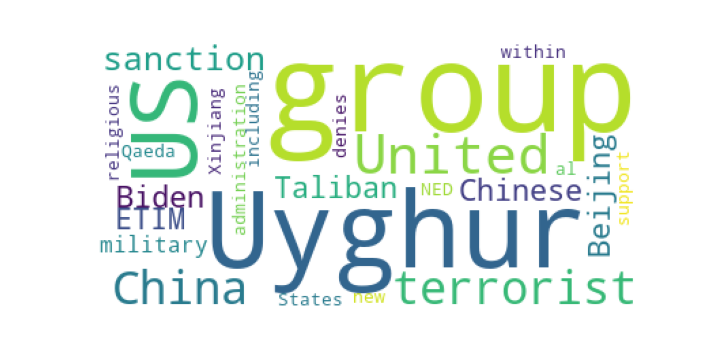 within
sanction
group
us
religious
Xinjiang
including
administration
denies
Qaeda
United
al
Beijing
support
Biden
Taliban
NED
Chinese
ETIM
Uyghur
military
China
States
new
terrorist